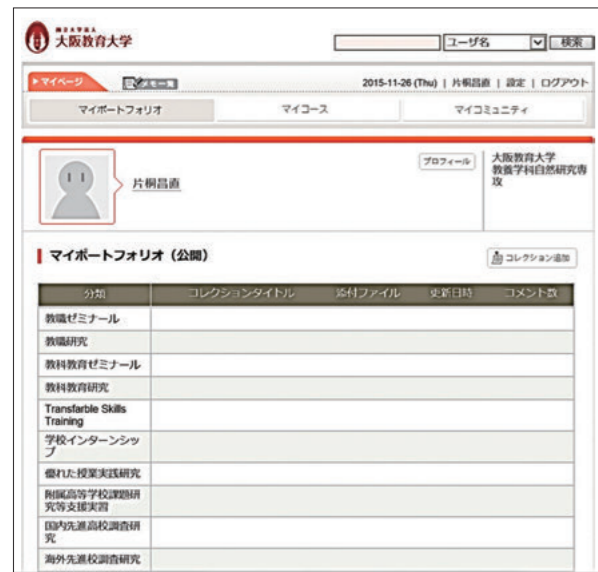 国立大学法人
大阪教育大学
ユーザ名
検索
マイページ
2015-11-26 (Thu) | 片桐昌直 | 設定 | ログアウト
マイポートフォリオ
マイコース
マイコミュニティ
片桐昌直
プロフィール
大阪教育大学
教養学科自然研究専
攻
マイポートフォリオ（公開）
コレクション追加
分類 コレクションタイトル 添付ファイル 更新日時 コメント数
教職ゼミナール
教職研究
教科教育ゼミナール
教科教育研究
Transfarble Skills
Training
学校インターンシッ
プ
優れた授業実践研究
附属高等学校課題研
究等支援実習
国内先進高校調査研
究
海外先進校調査研究